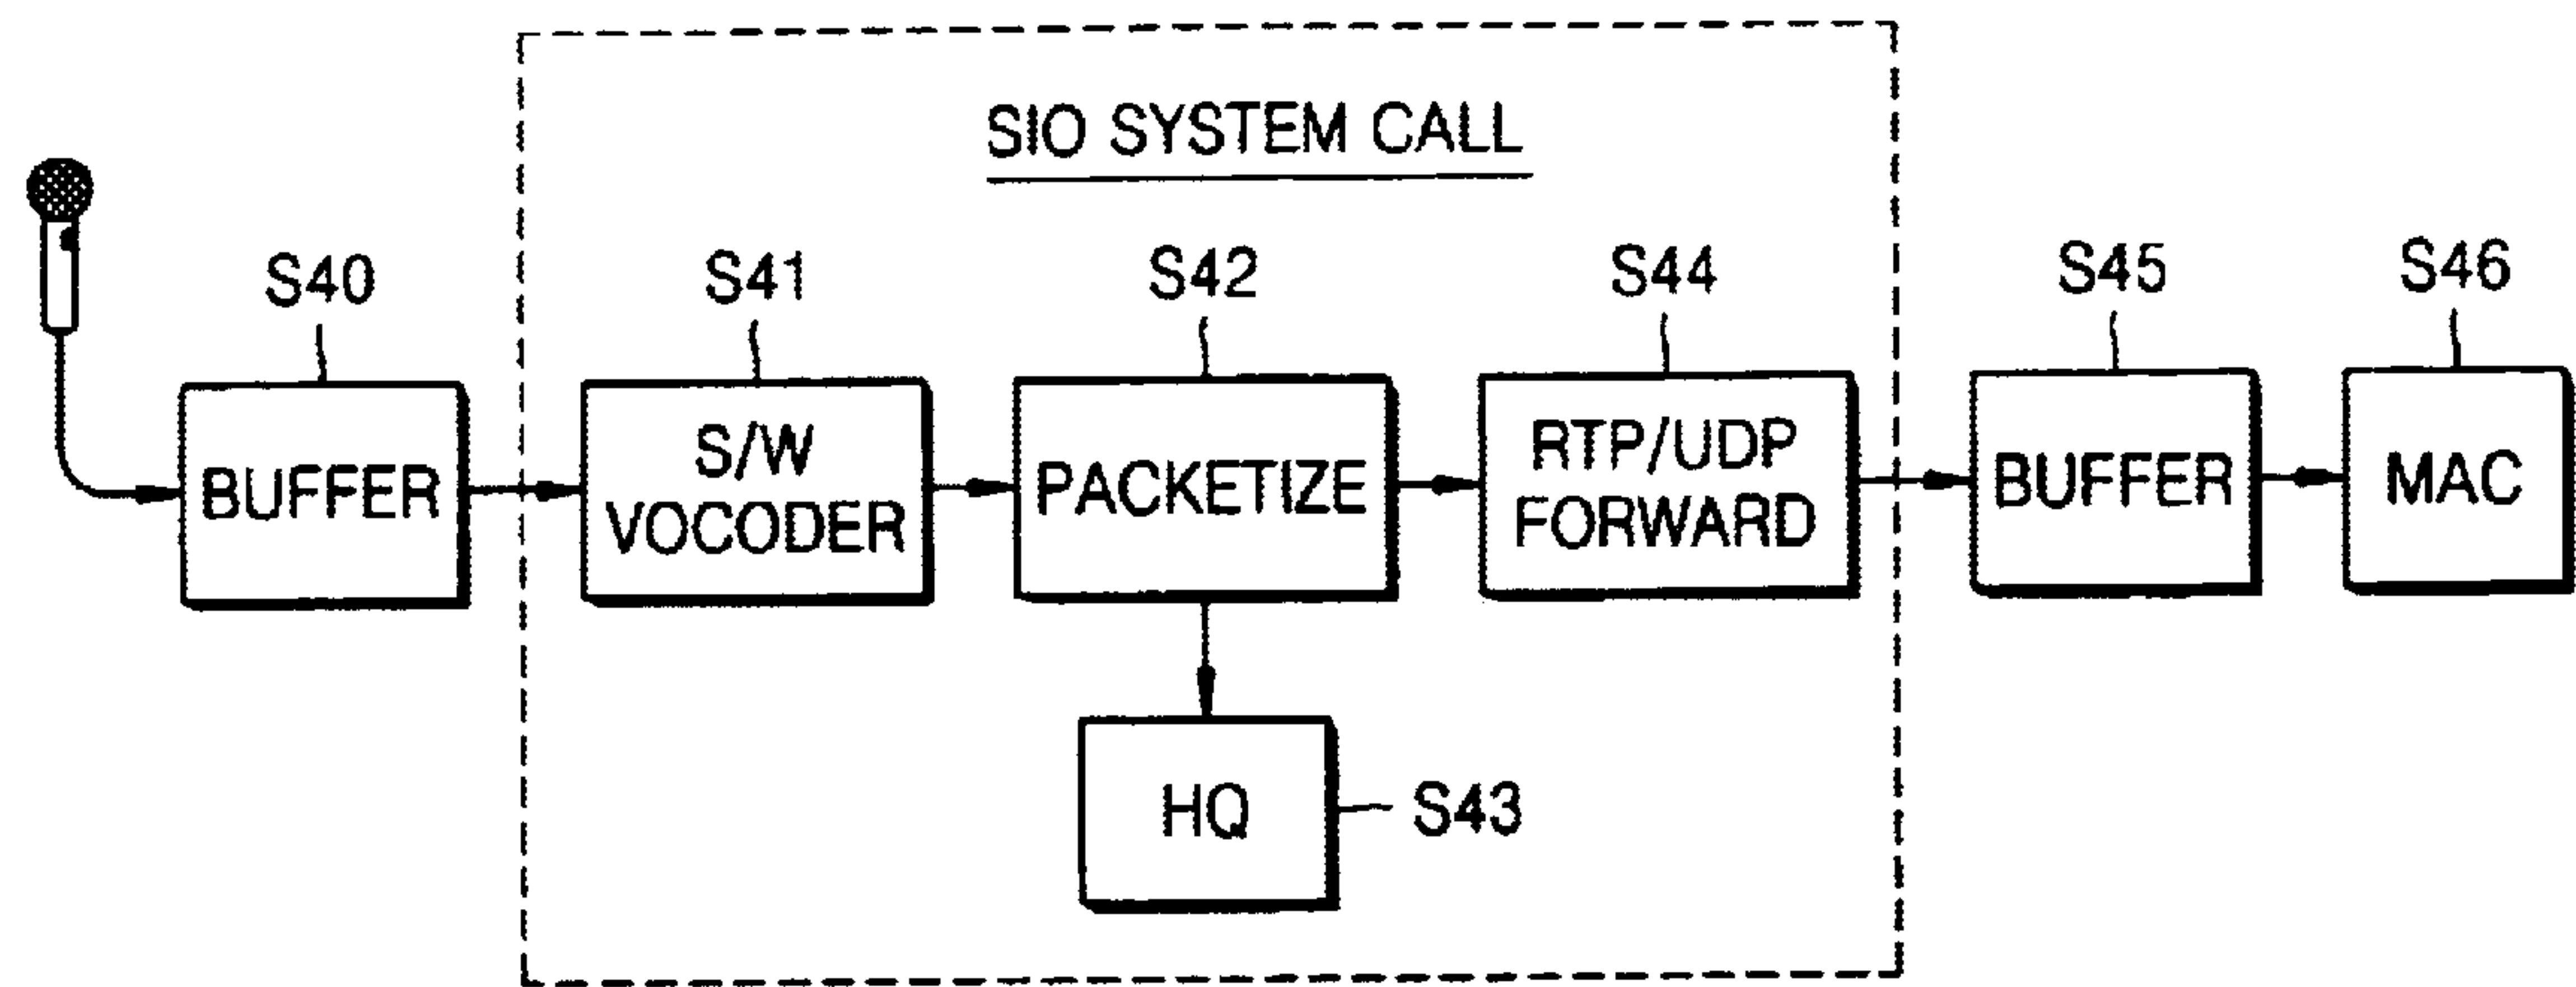 SIO SYSTEM CALL
S40
S41
S42
S44
S45
S46
BUFFER
S/W
VOCODER
PACKETIZE
RTP/UDP
FORWARD
BUFFER
MAC
HQ
S43